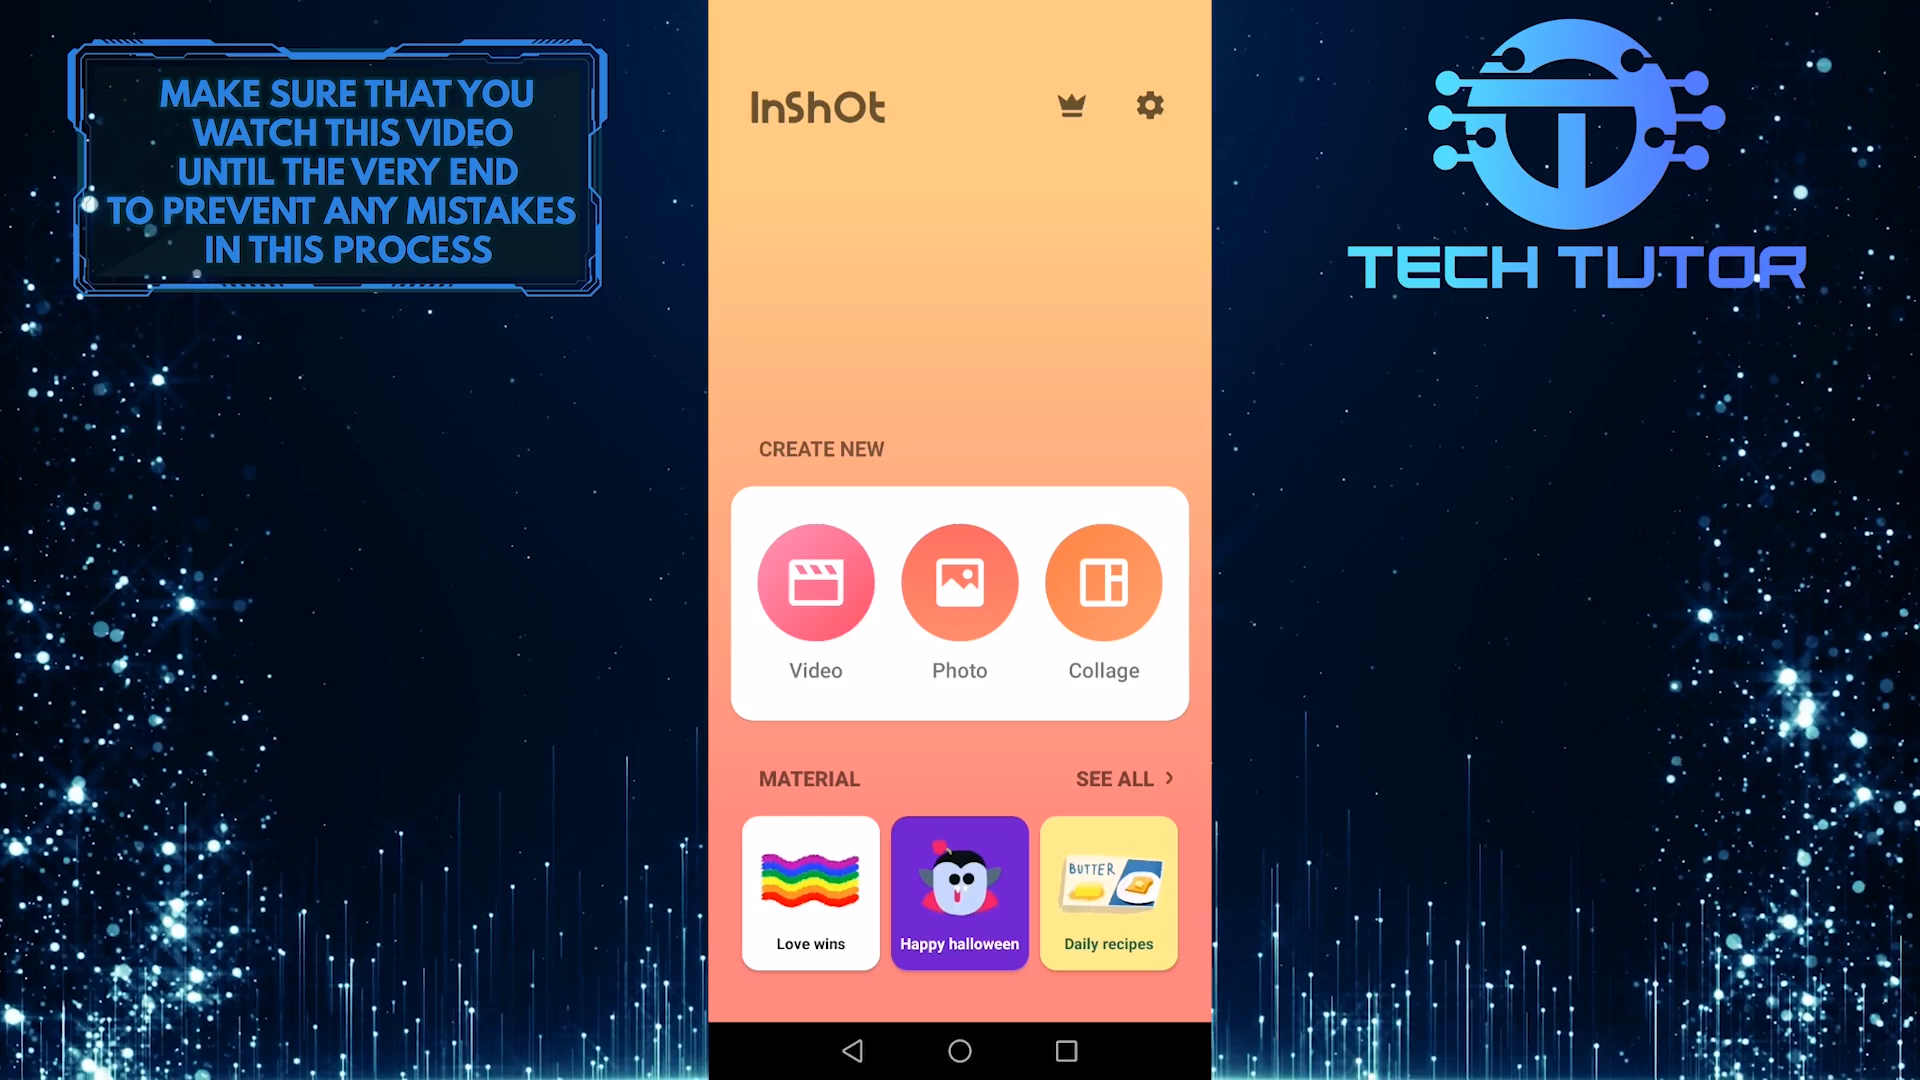 MAKE SURE THAT YOU
WATCH THIS VIDEO
UNTIL THE VERY END
TO PREVENT ANY MISTAKES
IN THIS PROCESS
InShOt
TECH TUTOR
CREATE NEW
Video
Photo
Collage
MATERIAL
SEE ALL >
BUTTER
Love wins
Happy halloween
Daily recipes